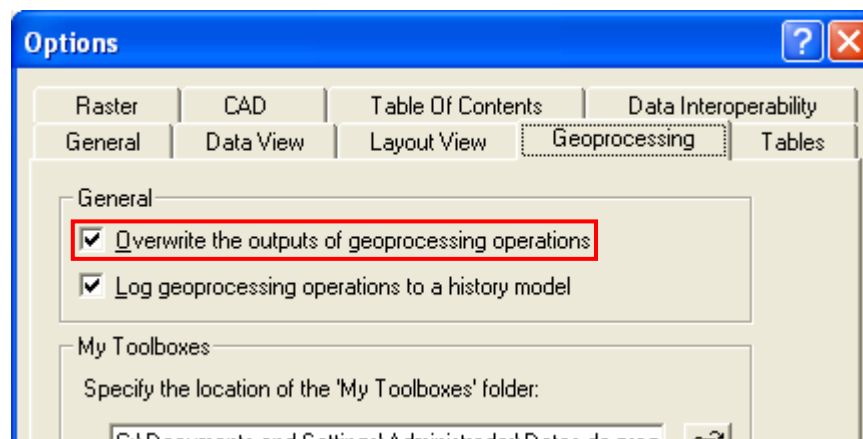 Options
Raster CAD Table Of Contents Data Interoperability
General Data View Layout View Geoprocessing Tables
General
Overwrite the outputs of geoprocessing operations
Log geoprocessing operations to a history model
My Toolboxes
Specify the location of the 'My Toolboxes' folder: